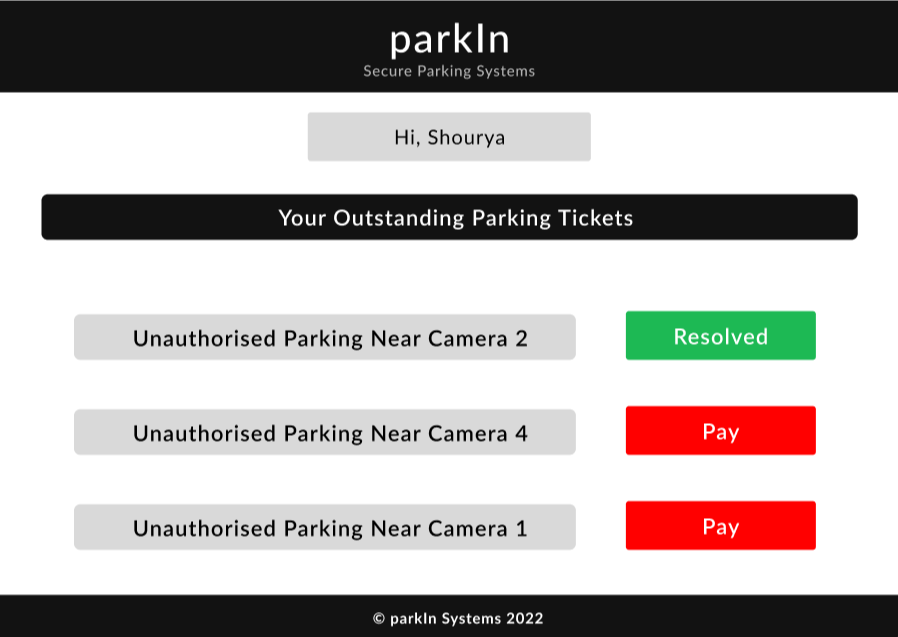 parkIn
Secure Parking Systems
Hi, Shourya
Your Outstanding Parking Tickets
Unauthorised Parking Near Camera 2
Resolved
Unauthorised Parking Near Camera 4
Pay
Unauthorised Parking Near Camera 1
Pay
© parkIn Systems 2022